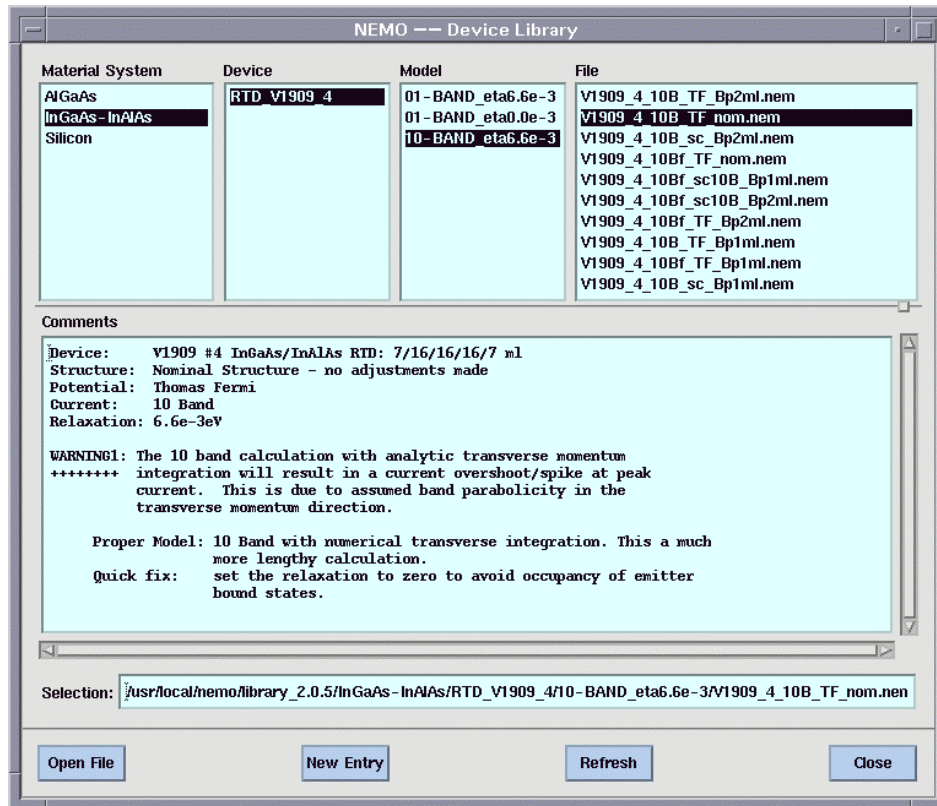 NEMO —— Device Library
Material System
Device
Model
File
AlGaAs
InGaAs-InAlAs
Silicon
RTD_V1909_4
01-BAND_eta6.6e-3
01-BAND_eta0.0e-3
10-BAND_eta6.6e-3
V1909_4_10B_TF_Bp2ml.nem
V1909_4_10B_TF_nom.nem
V1909_4_10B_sc_Bp2ml.nem
V1909_4_10Bf_TF_nom.nem
V1909_4_10Bf_sc10B_Bp1ml.nem
V1909_4_10Bf_sc10B_Bp2ml.nem
V1909_4_10Bf_TF_Bp2ml.nem
V1909_4_10B_TF_Bp1ml.nem
V1909_4_10Bf_TF_Bp1ml.nem
V1909_4_10B_sc_Bp1ml.nem
Comments
Device: V1909 #4 InGaAs/InAlAs RTD: 7/16/16/16/7 ml
Structure: Nominal Structure - no adjustments made
Potential: Thomas Fermi
Current: 10 Band
Relaxation: 6.6e-3eV
WARNING1: The 10 band calculation with analytic transverse momentum
++++++++ integration will result in a current overshoot/spike at peak
current. This is due to assumed band parabolicity in the
transverse momentum direction.
Proper Model: 10 Band with numerical transverse integration. This a much
more lengthy calculation.
Quick fix: set the relaxation to zero to avoid occupancy of emitter
bound states.
Selection: /usr/local/nemo/library_2.0.5/InGaAs-InAlAs/RTD_V1909_4/10-BAND_eta6.6e-3/V1909_4_10B_TF_nom.nen
Open File
New Entry
Refresh
Close